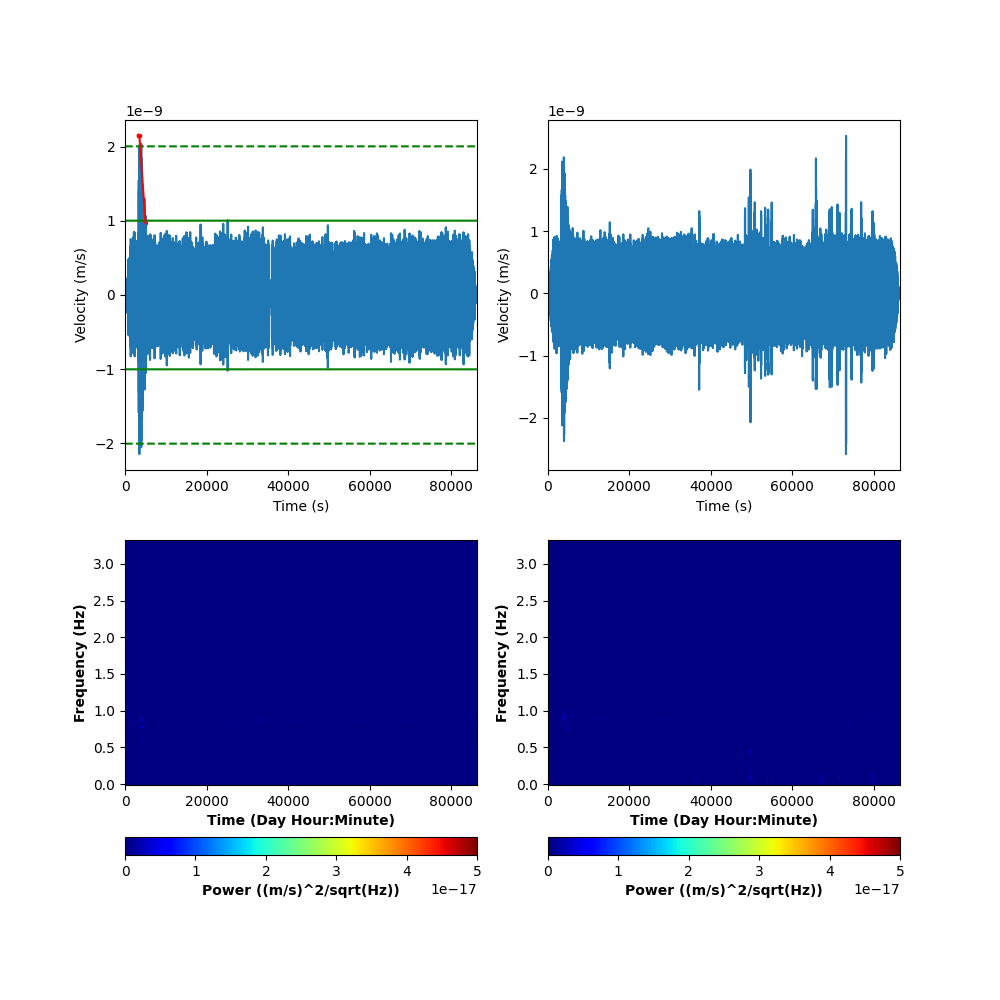 1e−9
2
1
0
−1
−2
Velocity (m/s)
0 20000 40000 60000 80000
Time (s)
1e−9
2
1
0
−1
−2
Velocity (m/s)
0 20000 40000 60000 80000
Time (s)
3.0
2.5
2.0
1.5
1.0
0.5
0.0
Frequency (Hz)
0 20000 40000 60000 80000
Time (Day Hour:Minute)
0 1 2 3 4 5
Power ((m/s)^2/sqrt(Hz))
1e−17
3.0
2.5
2.0
1.5
1.0
0.5
0.0
Frequency (Hz)
0 20000 40000 60000 80000
Time (Day Hour:Minute)
0 1 2 3 4 5
Power ((m/s)^2/sqrt(Hz))
1e−17